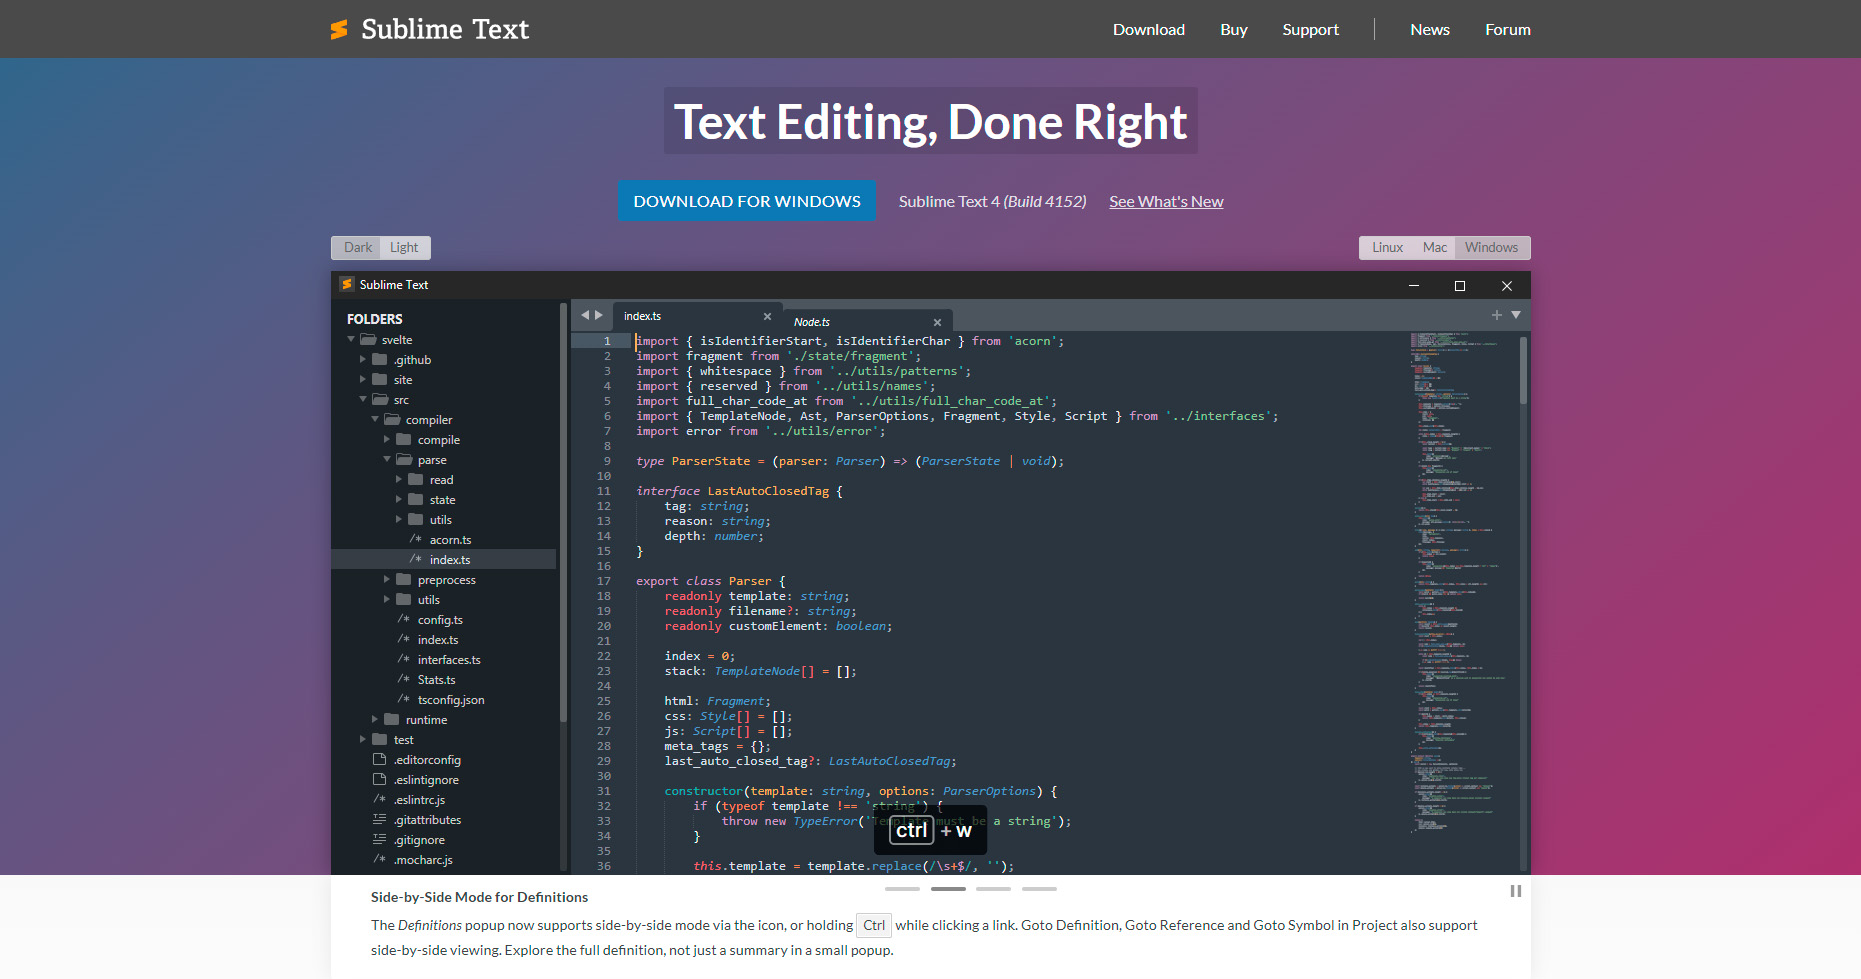 Sublime Text
Download Buy Support News Forum
Text Editing, Done Right
DOWNLOAD FOR WINDOWS Sublime Text 4 (Build 4152) See What's New
Dark Light Linux Mac Windows
Sublime Text
FOLDERS
svelte
.github
site
src
compiler
compile
parse
read
state
utils
/* acorn.ts
/* index.ts
preprocess
utils
/* config.ts
/* index.ts
/* interfaces.ts
/* Stats.ts
/* tsconfig.json
runtime
test
.editorconfig
.eslintignore
/* .eslintrc.js
.gitattributes
.gitignore
/* .mocharc.js
index.ts Node.ts
1 import { isIdentifierStart, isIdentifierChar } from 'acorn';
2 import fragment from './state/fragment';
3 import { whitespace } from '../utils/patterns';
4 import { reserved } from '../utils/names';
5 import full_char_code_at from '../utils/full_char_code_at';
6 import { TemplateNode, Ast, ParserOptions, Fragment, Style, Script } from '../interfaces';
7 import error from '../utils/error';
8
9 type ParserState = (parser: Parser) => (ParserState | void);
10
11 interface LastAutoClosedTag {
12 tag: string;
13 reason: string;
14 depth: number;
15 }
16
17 export class Parser {
18 readonly template: string;
19 readonly filename?: string;
20 readonly customElement: boolean;
21
22 index = 0;
23 stack: TemplateNode[] = [];
24
25 html: Fragment;
26 css: Style[] = [];
27 js: Script[] = [];
28 meta_tags = {};
29 last_auto_closed_tag?: LastAutoClosedTag;
30
31 constructor(template: string, options: ParserOptions) {
32 if (typeof template !== 'string') {
33 throw new TypeError('Template must be a string');
34 }
35
36 this.template = template.replace(/\s+$/, '');
ctrl + w
Side-by-Side Mode for Definitions
The Definitions popup now supports side-by-side mode via the icon, or holding Ctrl while clicking a link. Goto Definition, Goto Reference and Goto Symbol in Project also support
side-by-side viewing. Explore the full definition, not just a summary in a small popup.